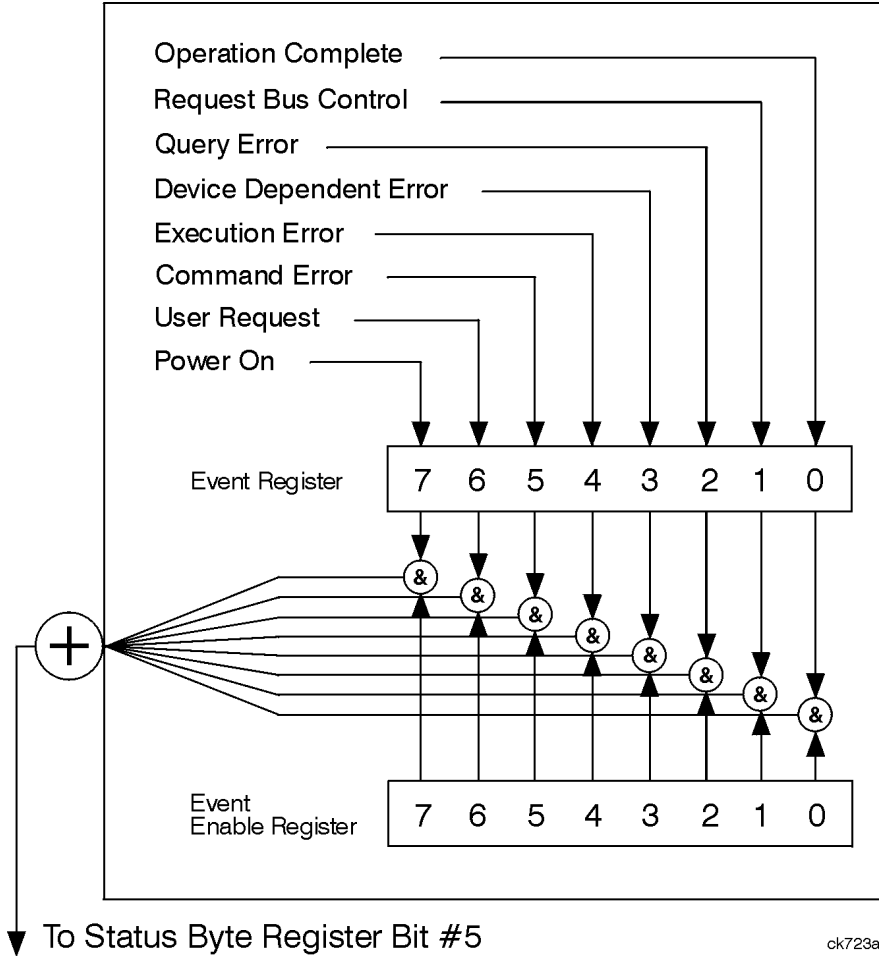 Operation Complete
Request Bus Control
Query Error
Device Dependent Error
Execution Error
Command Error
User Request
Power On
Event Register 7 6 5 4 3 2 1 0
&
&
&
&
&
&
&
&
+
Event
Enable Register 7 6 5 4 3 2 1 0
To Status Byte Register Bit #5
ck723a